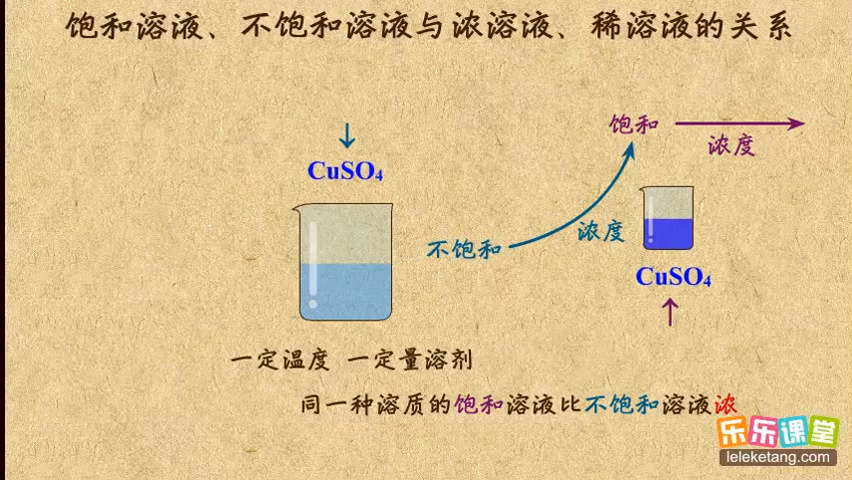 饱和溶液、不饱和溶液与浓溶液、稀溶液的关系
饱和
浓度
CuSO₄
不饱和
浓度
CuSO₄
一定温度 一定量溶剂
同一种溶质的饱和溶液比不饱和溶液浓
乐乐课堂
leleketang.com